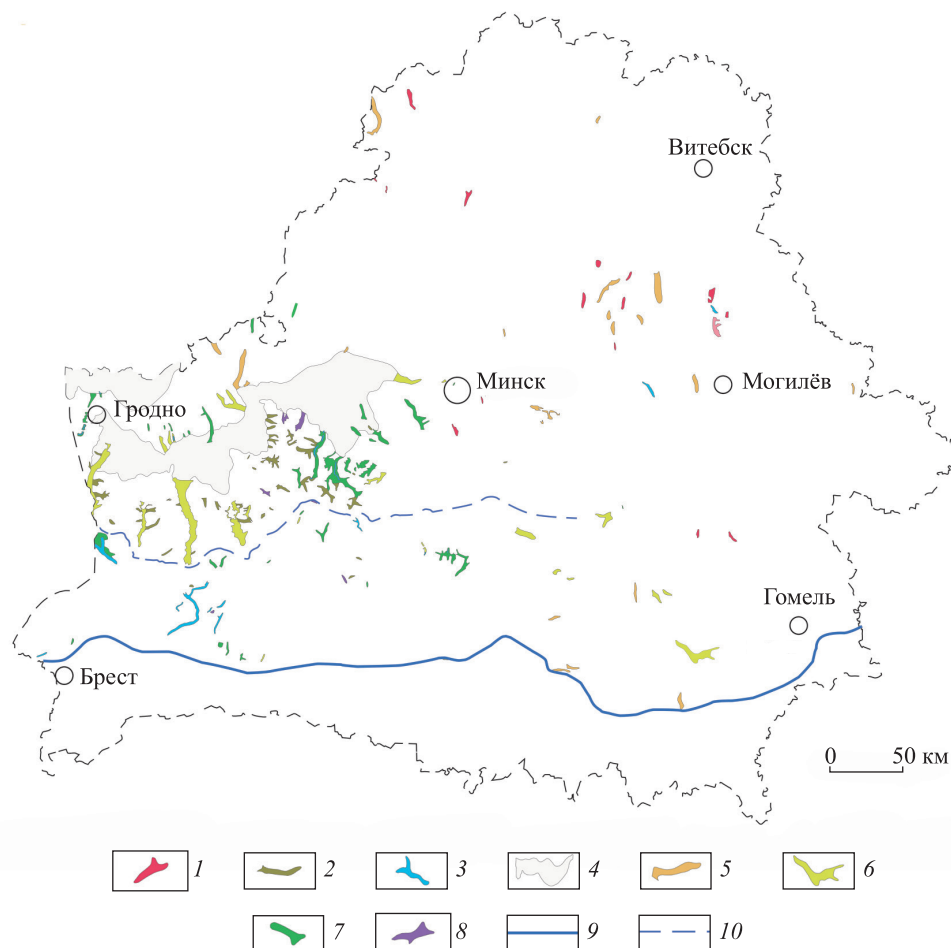 Витебск
Минск
Могилёв
Гродно
Гомель
Брест
0 50 км
1 2 3 4 5 6
7 8 9 10